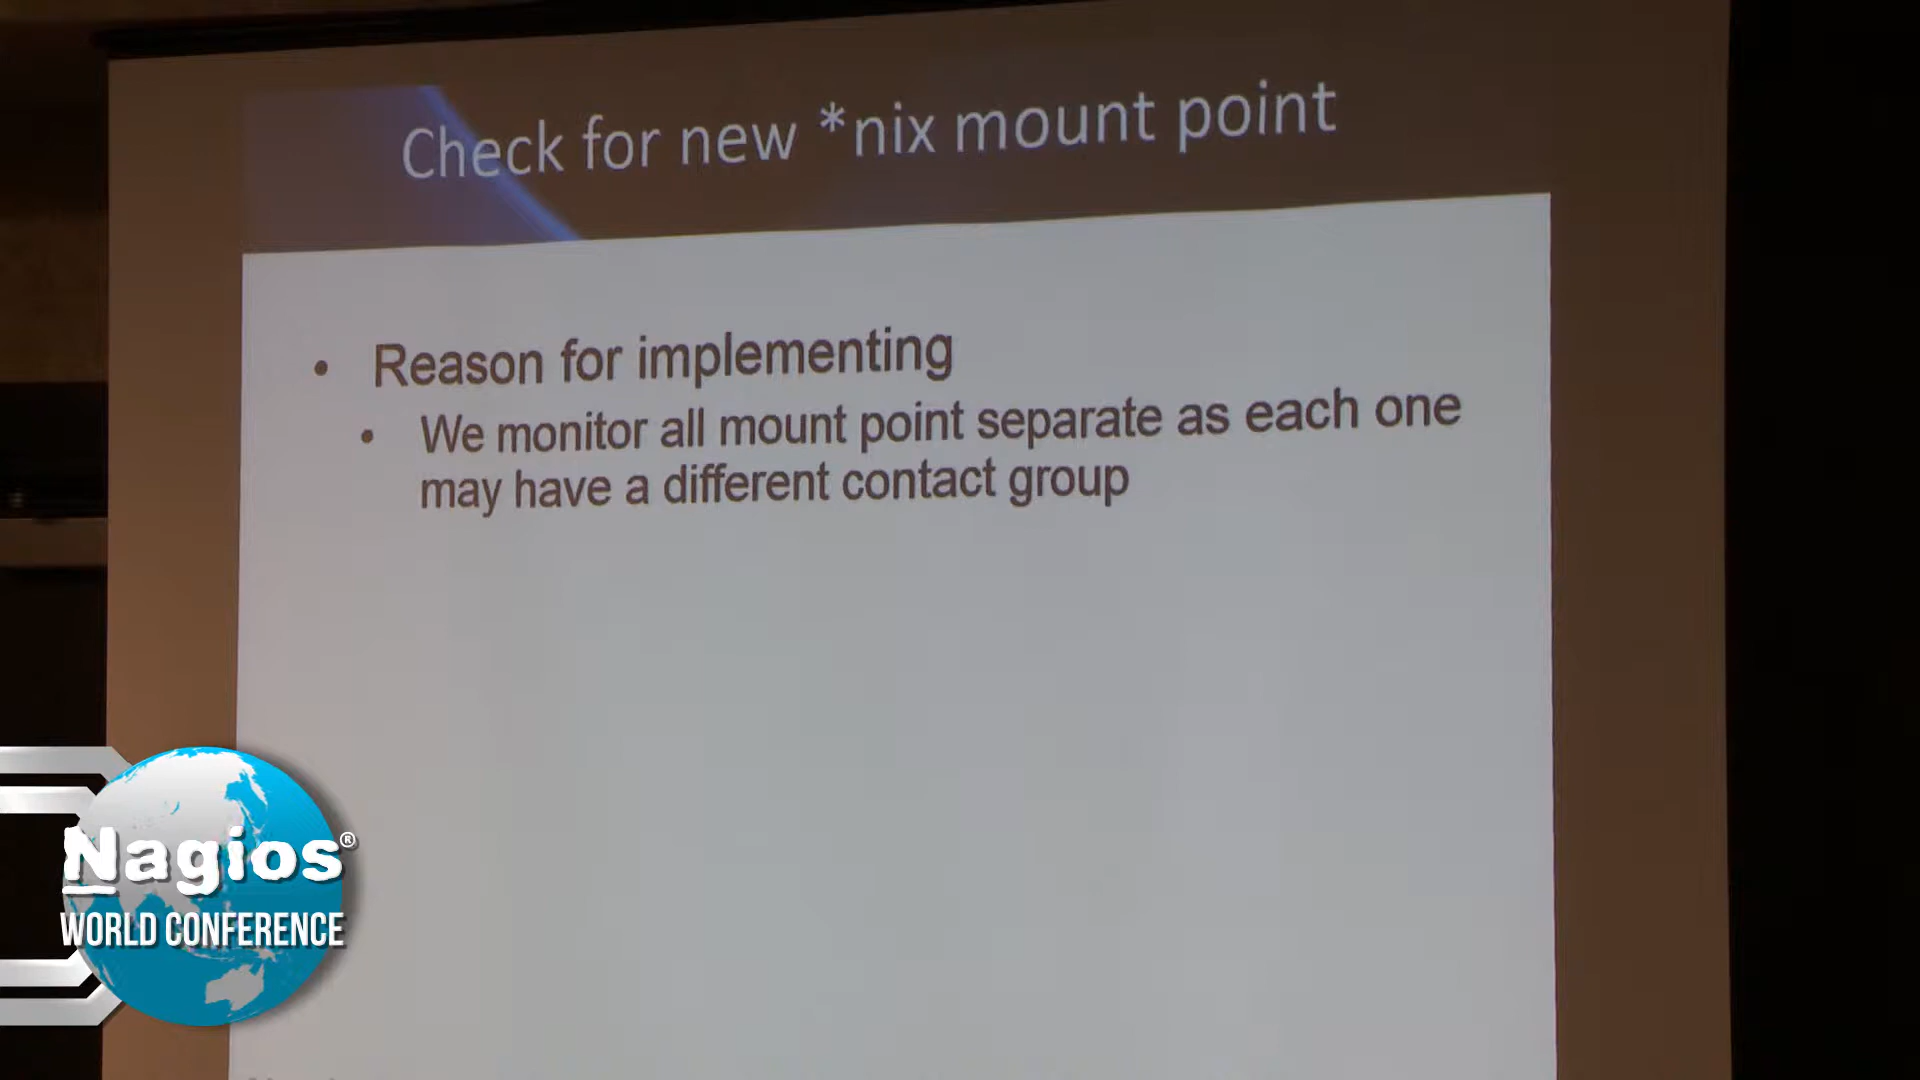 Check for new *nix mount point
• Reason for implementing
• We monitor all mount point separate as each one
may have a different contact group
Nagios®
WORLD CONFERENCE